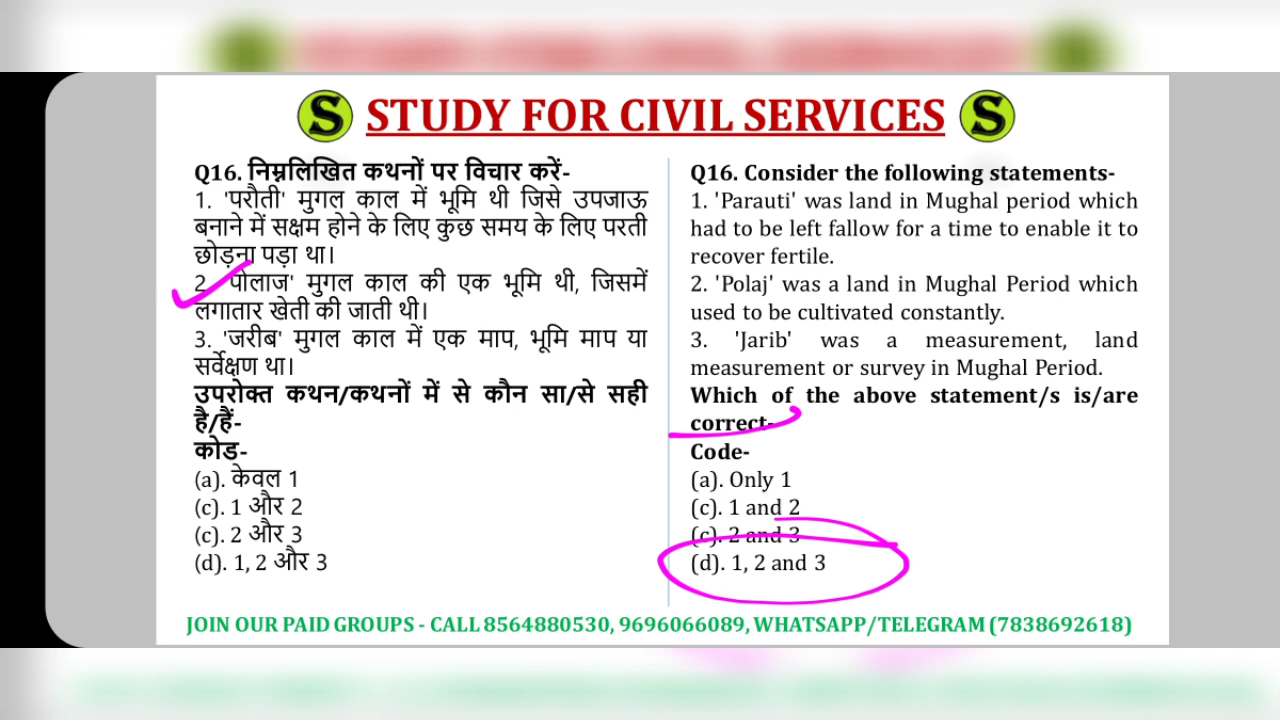 S STUDY FOR CIVIL SERVICES S
Q16. निम्नलिखित कथनों पर विचार करें-
1. 'परौती' मुगल काल में भूमि थी जिसे उपजाऊ
बनाने में सक्षम होने के लिए कुछ समय के लिए परती
छोड़ना पड़ा था।
2. 'पोलाज' मुगल काल की एक भूमि थी, जिसमें
लगातार खेती की जाती थी।
3. 'जरीब' मुगल काल में एक माप, भूमि माप या
सर्वेक्षण था।
उपरोक्त कथन/कथनों में से कौन सा/से सही
है/हैं-
कोड-
(a). केवल 1
(c). 1 और 2
(c). 2 और 3
(d). 1, 2 और 3
Q16. Consider the following statements-
1. 'Parauti' was land in Mughal period which
had to be left fallow for a time to enable it to
recover fertile.
2. 'Polaj' was a land in Mughal Period which
used to be cultivated constantly.
3. 'Jarib' was a measurement, land
measurement or survey in Mughal Period.
Which of the above statement/s is/are
correct-
Code-
(a). Only 1
(c). 1 and 2
(c). 2 and 3
(d). 1, 2 and 3
JOIN OUR PAID GROUPS - CALL 8564880530, 9696066089, WHATSAPP/TELEGRAM (7838692618)